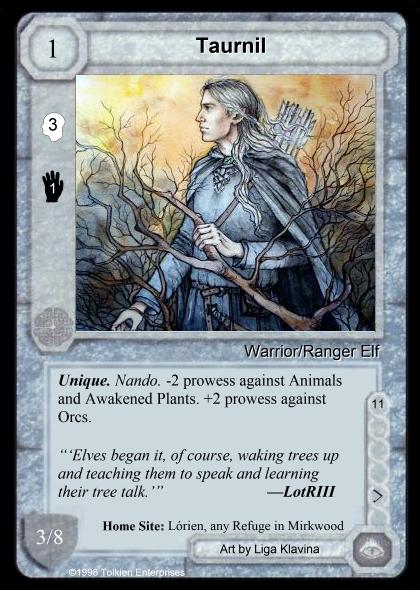 1
Taurnil
3
1
Warrior/Ranger Elf
Unique. Nando. -2 prowess against Animals
and Awakened Plants. +2 prowess against
Orcs.
“‘Elves began it, of course, waking trees up
and teaching them to speak and learning
their tree talk.’” —LotRIII
11
Home Site: Lórien, any Refuge in Mirkwood
3/8
Art by Liga Klavina
©1998 Tolkien Enterprises